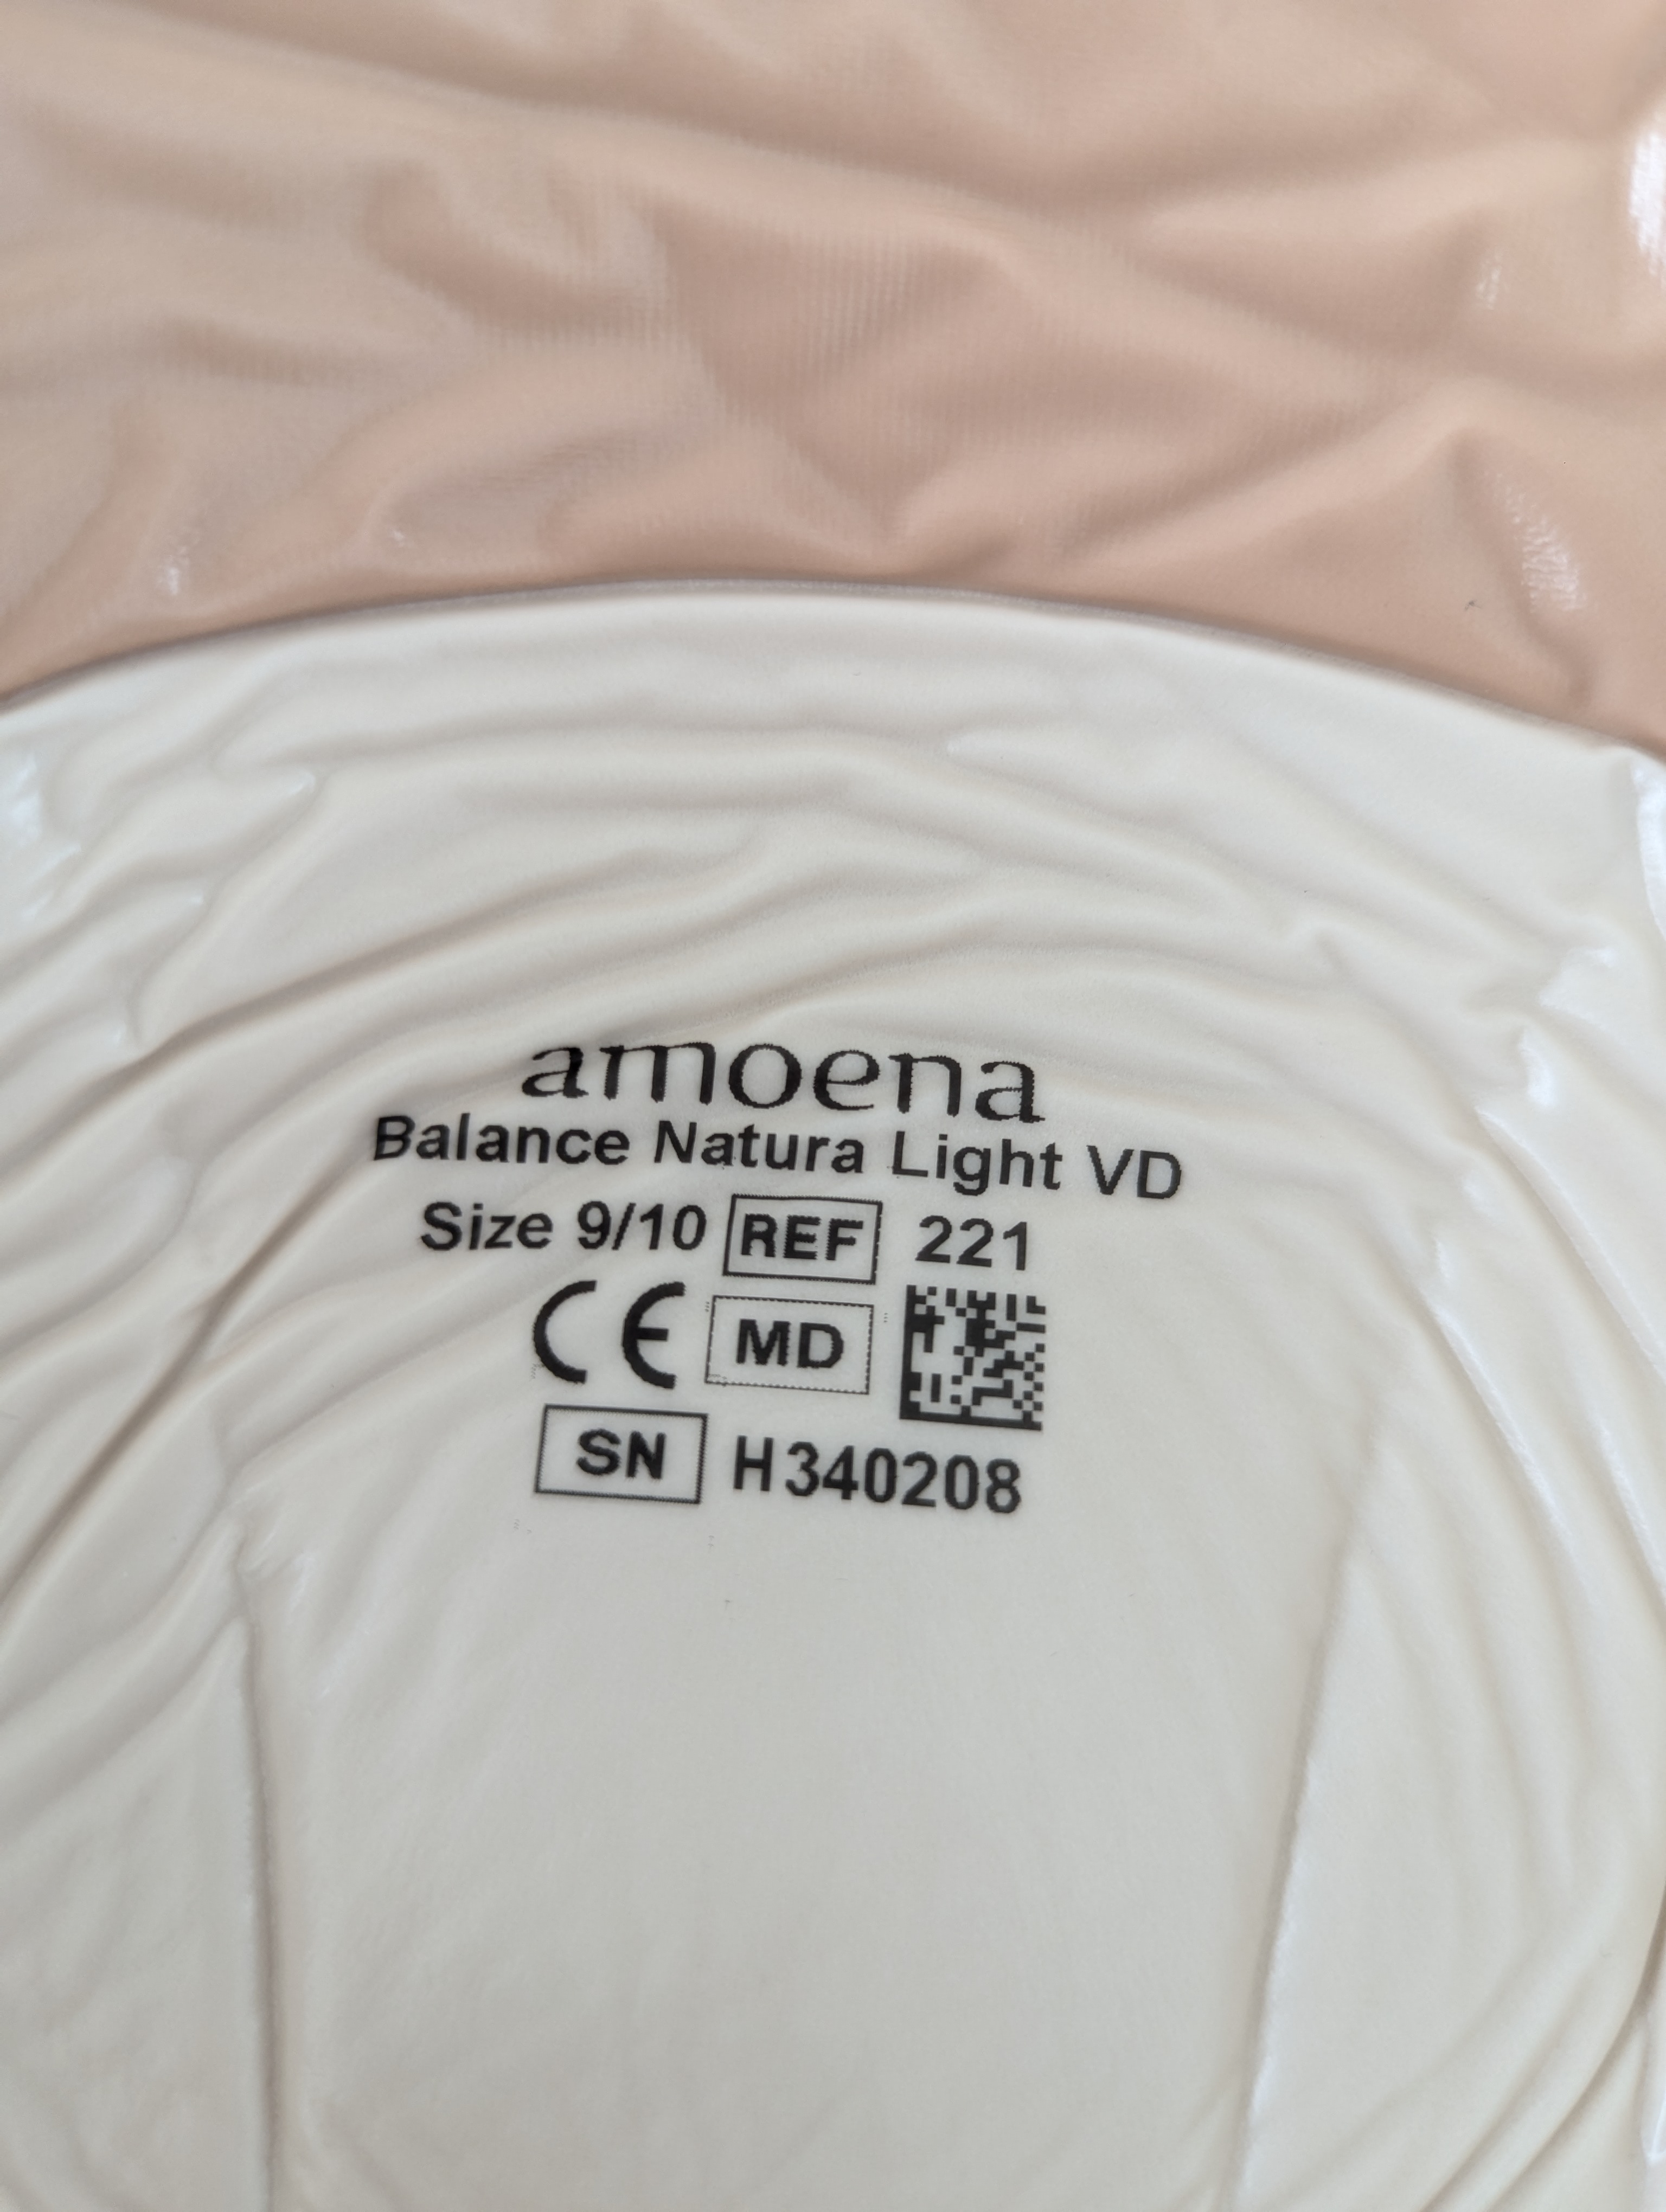 amoena
Balance Natura Light VD
Size 9/10 REF 221
CE MD
SN H340208